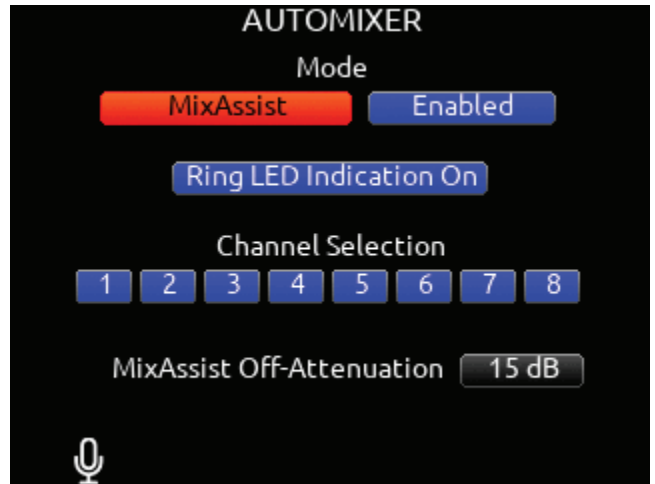 AUTOMIXER
Mode
MixAssist Enabled
Ring LED Indication On
Channel Selection
1 2 3 4 5 6 7 8
MixAssist Off-Attenuation 15 dB